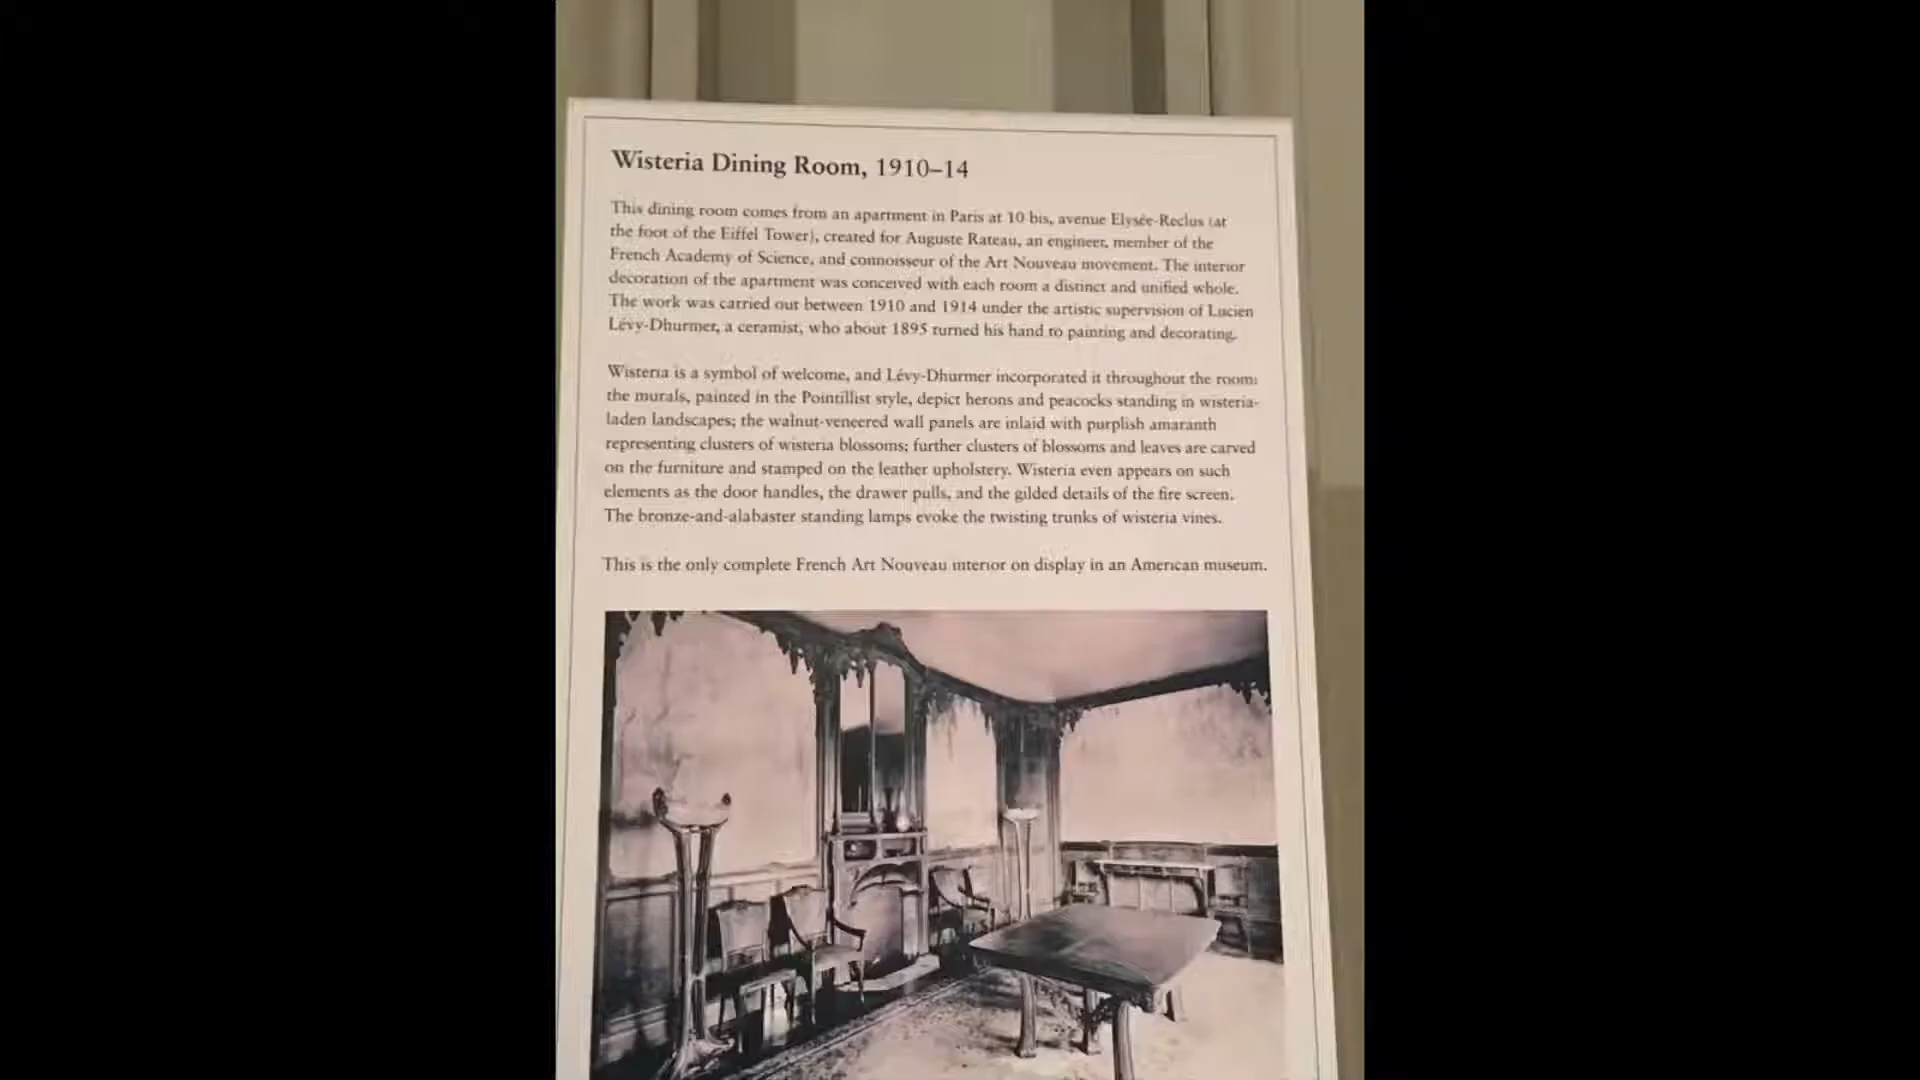 Wisteria Dining Room, 1910–14
This dining room comes from an apartment in Paris at 10 bis, avenue Elysée-Reclus (at
the foot of the Eiffel Tower), created for Auguste Rateau, an engineer, member of the
French Academy of Science, and connoisseur of the Art Nouveau movement. The interior
decoration of the apartment was conceived with each room a distinct and unified whole.
The work was carried out between 1910 and 1914 under the artistic supervision of Lucien
Lévy-Dhurmer, a ceramist, who about 1895 turned his hand to painting and decorating.
Wisteria is a symbol of welcome, and Lévy-Dhurmer incorporated it throughout the room:
the murals, painted in the Pointillist style, depict herons and peacocks standing in wisteria-
laden landscapes; the walnut-veneered wall panels are inlaid with purplish amaranth
representing clusters of wisteria blossoms; further clusters of blossoms and leaves are carved
on the furniture and stamped on the leather upholstery. Wisteria even appears on such
elements as the door handles, the drawer pulls, and the gilded details of the fire screen.
The bronze-and-alabaster standing lamps evoke the twisting trunks of wisteria vines.
This is the only complete French Art Nouveau interior on display in an American museum.